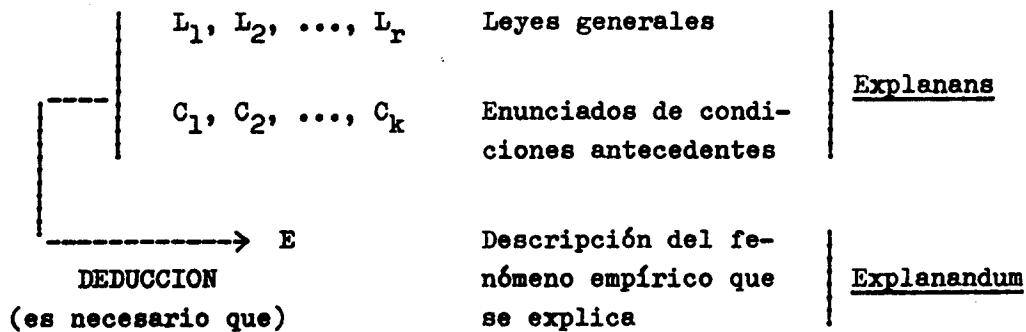 L1, L2, ..., Lr Leyes generales
Explanans
C1, C2, ..., Ck Enunciados de condi-
ciones antecedentes
E Descripción del fe-
DEDUCCION nómeno empírico que Explanandum
(es necesario que) se explica